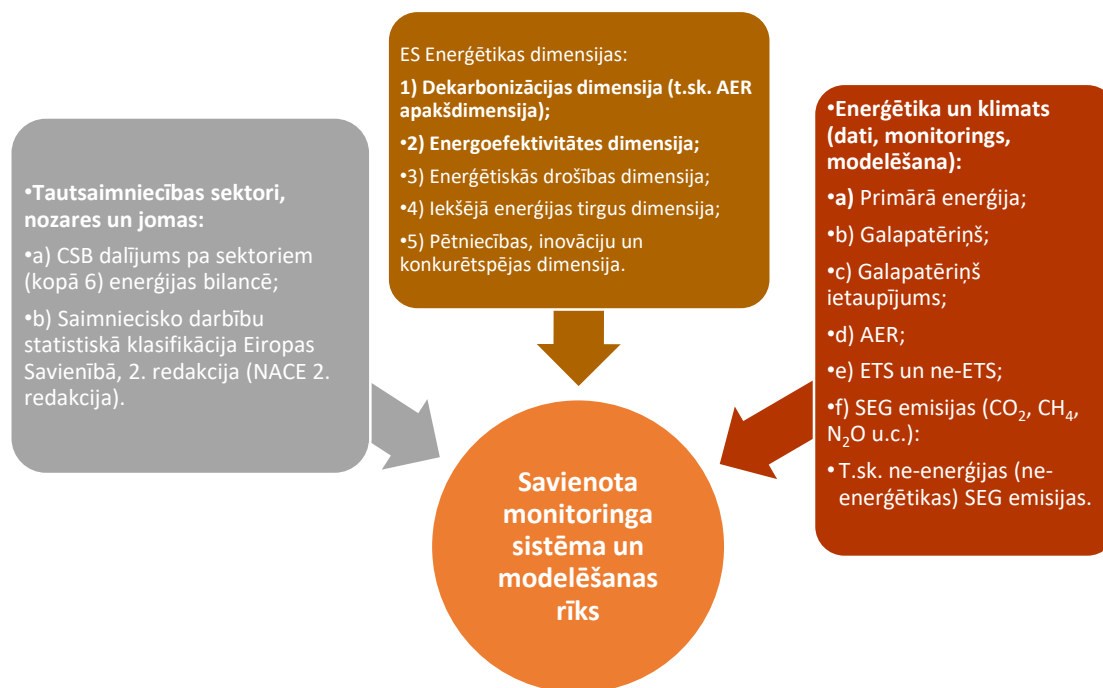 •Tautsaimniecības sektori,
nozares un jomas:
•a) CSB dalījums pa sektoriem
(kopā 6) enerģijas bilancē;
•b) Saimniecisko darbību
statistiskā klasifikācija Eiropas
Savienībā, 2. redakcija (NACE 2.
redakcija).
ES Enerģētikas dimensijas:
1) Dekarbonizācijas dimensija (t.sk. AER
apakšdimensija);
•2) Energoefektivitātes dimensija;
•3) Enerģētiskās drošības dimensija;
•4) Iekšējā enerģijas tirgus dimensija;
•5) Pētniecības, inovāciju un
konkurētspējas dimensija.
•Enerģētika un klimats
(dati, monitorings,
modelēšana):
•a) Primārā enerģija;
•b) Galapatēriņš;
•c) Galapatēriņš
ietaupījums;
•d) AER;
•e) ETS un ne-ETS;
•f) SEG emisijas (CO₂, CH₄,
N₂O u.c.):
• T.sk. ne-enerģijas (ne-
enerģētikas) SEG emisijas.
Savienota
monitoringa
sistēma un
modelēšanas
rīks